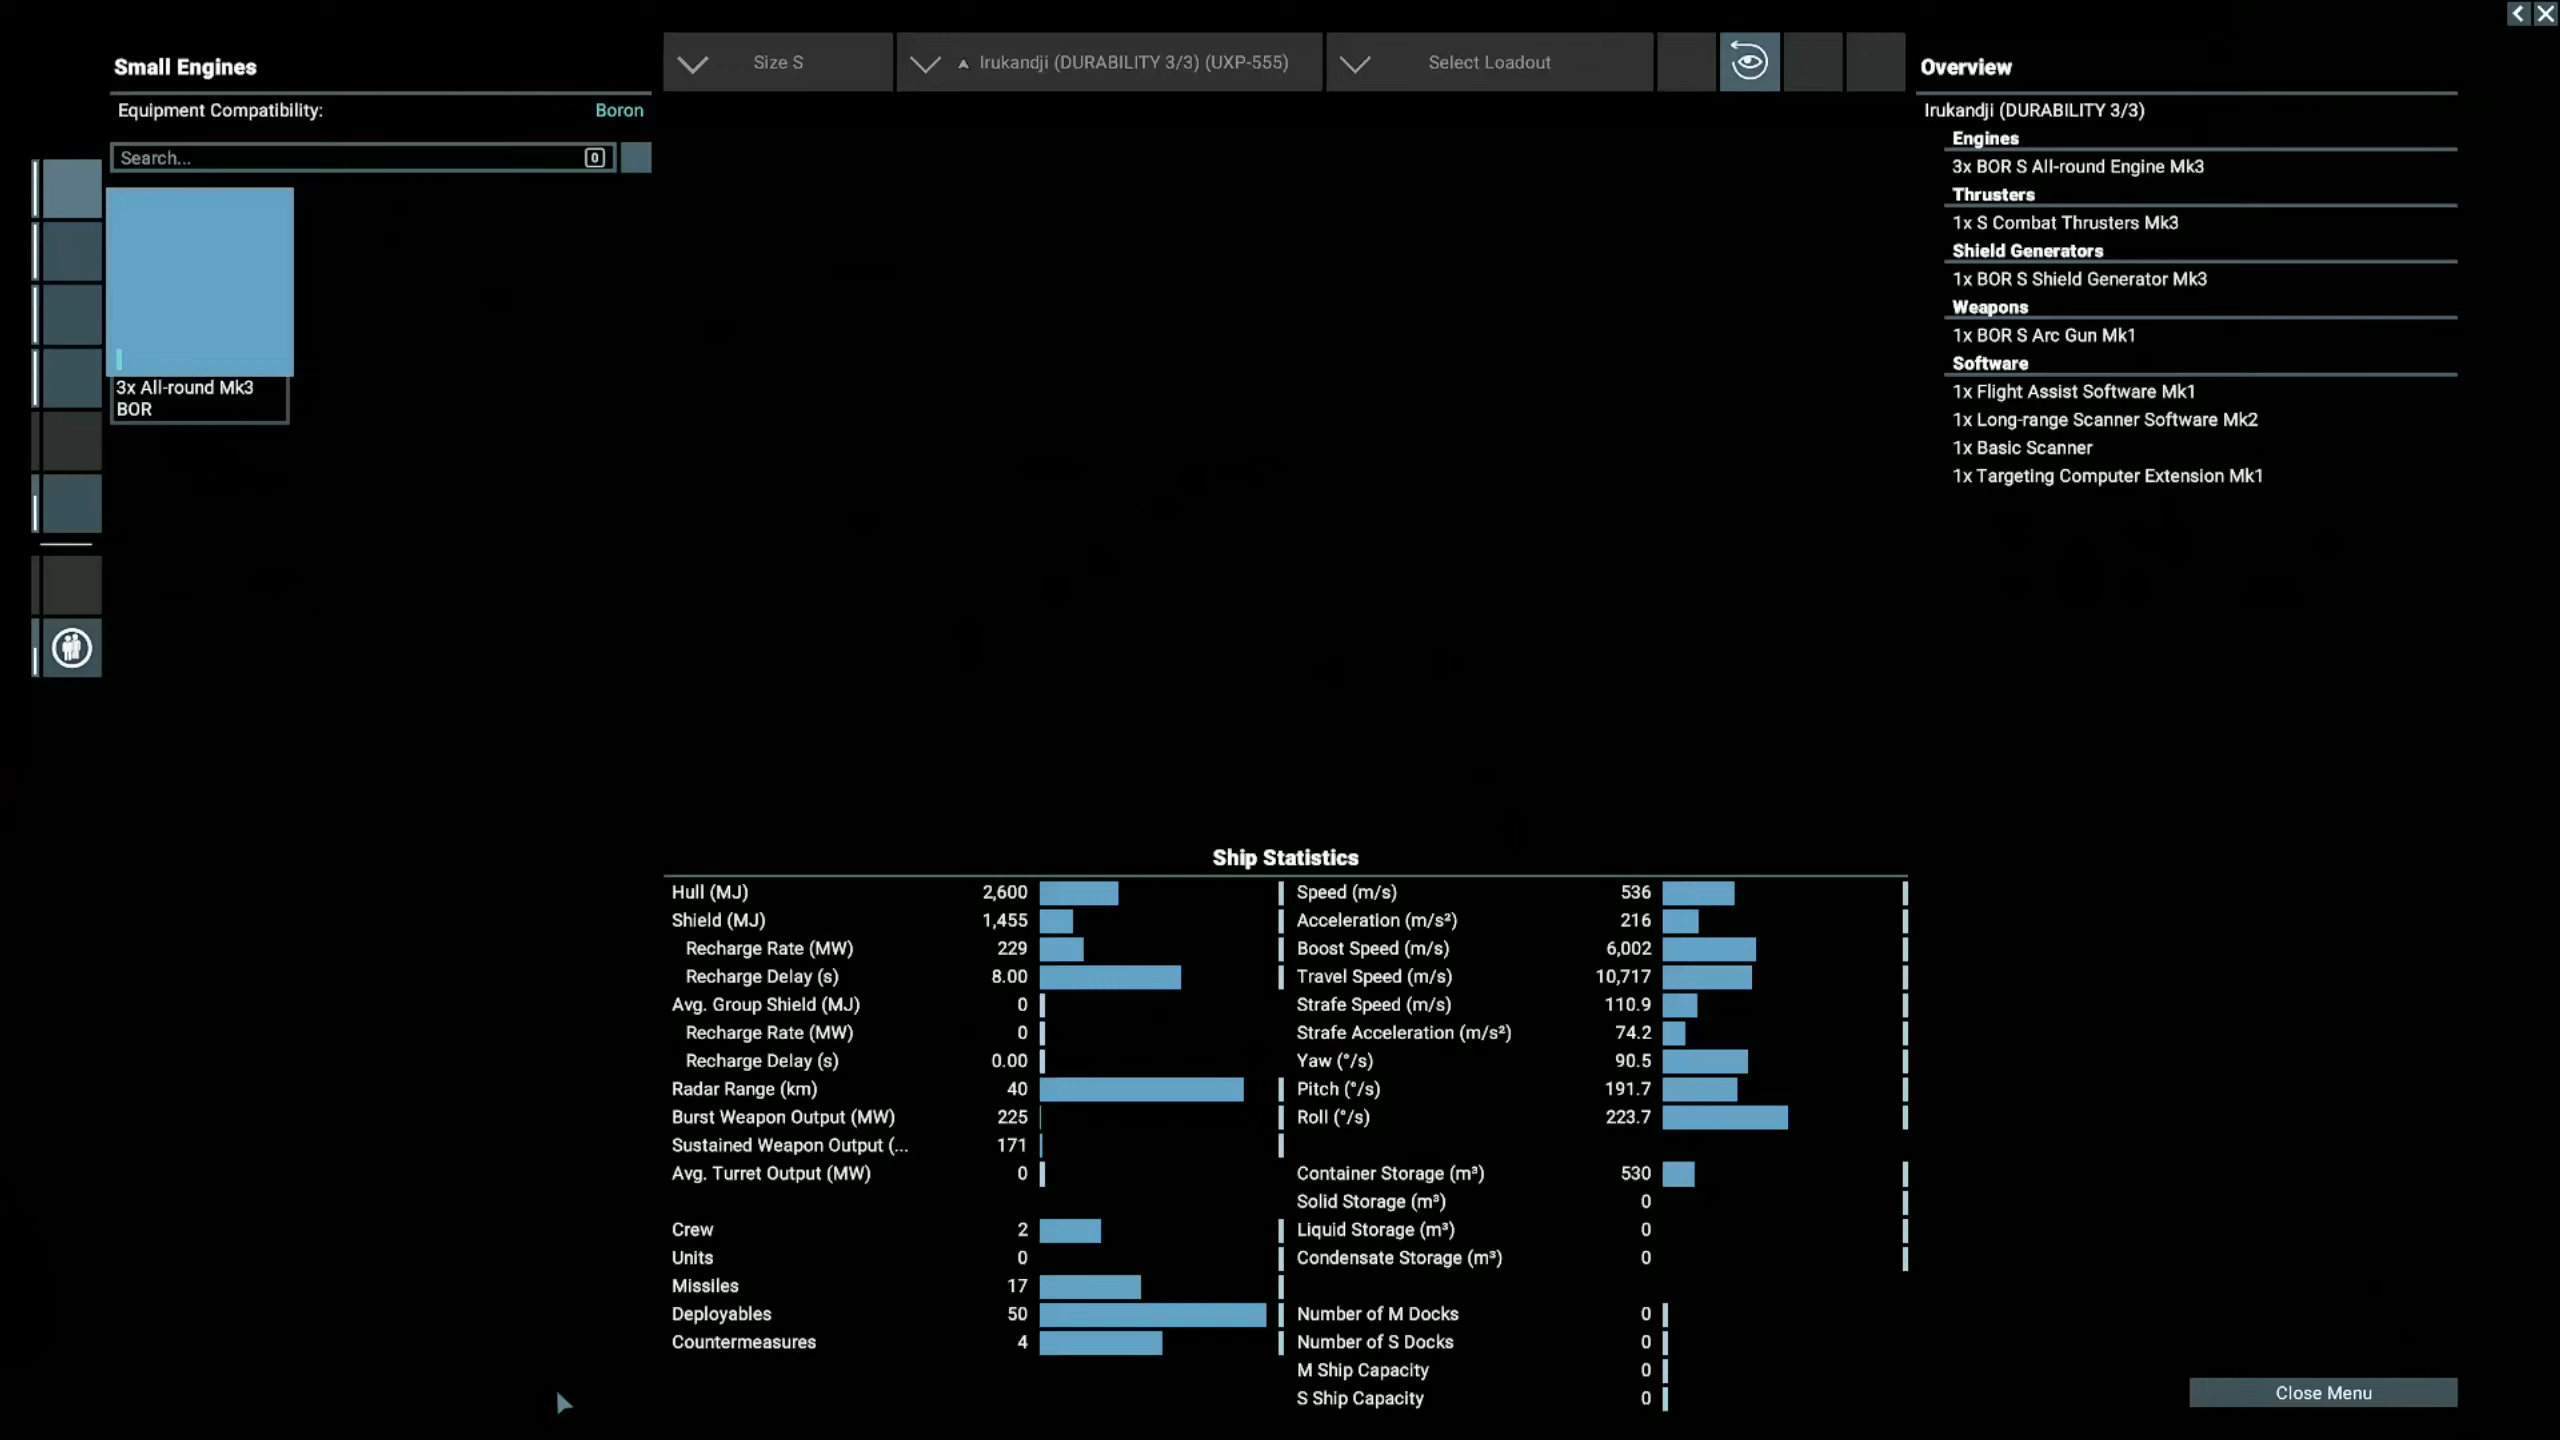 Small Engines
Equipment Compatibility: Boron
Search... 0
3x All-round Mk3
BOR
Size S
Irukandji (DURABILITY 3/3) (UXP-555)
Select Loadout
Overview
Irukandji (DURABILITY 3/3)
Engines
3x BOR S All-round Engine Mk3
Thrusters
1x S Combat Thrusters Mk3
Shield Generators
1x BOR S Shield Generator Mk3
Weapons
1x BOR S Arc Gun Mk1
Software
1x Flight Assist Software Mk1
1x Long-range Scanner Software Mk2
1x Basic Scanner
1x Targeting Computer Extension Mk1
Ship Statistics
Hull (MJ) 2,600
Shield (MJ) 1,455
Recharge Rate (MW) 229
Recharge Delay (s) 8.00
Avg. Group Shield (MJ) 0
Recharge Rate (MW) 0
Recharge Delay (s) 0.00
Radar Range (km) 40
Burst Weapon Output (MW) 225
Sustained Weapon Output (... 171
Avg. Turret Output (MW) 0
Crew 2
Units 0
Missiles 17
Deployables 50
Countermeasures 4
Speed (m/s) 536
Acceleration (m/s²) 216
Boost Speed (m/s) 6,002
Travel Speed (m/s) 10,717
Strafe Speed (m/s) 110.9
Strafe Acceleration (m/s²) 74.2
Yaw (°/s) 90.5
Pitch (°/s) 191.7
Roll (°/s) 223.7
Container Storage (m³) 530
Solid Storage (m³) 0
Liquid Storage (m³) 0
Condensate Storage (m³) 0
Number of M Docks 0
Number of S Docks 0
M Ship Capacity 0
S Ship Capacity 0
Close Menu